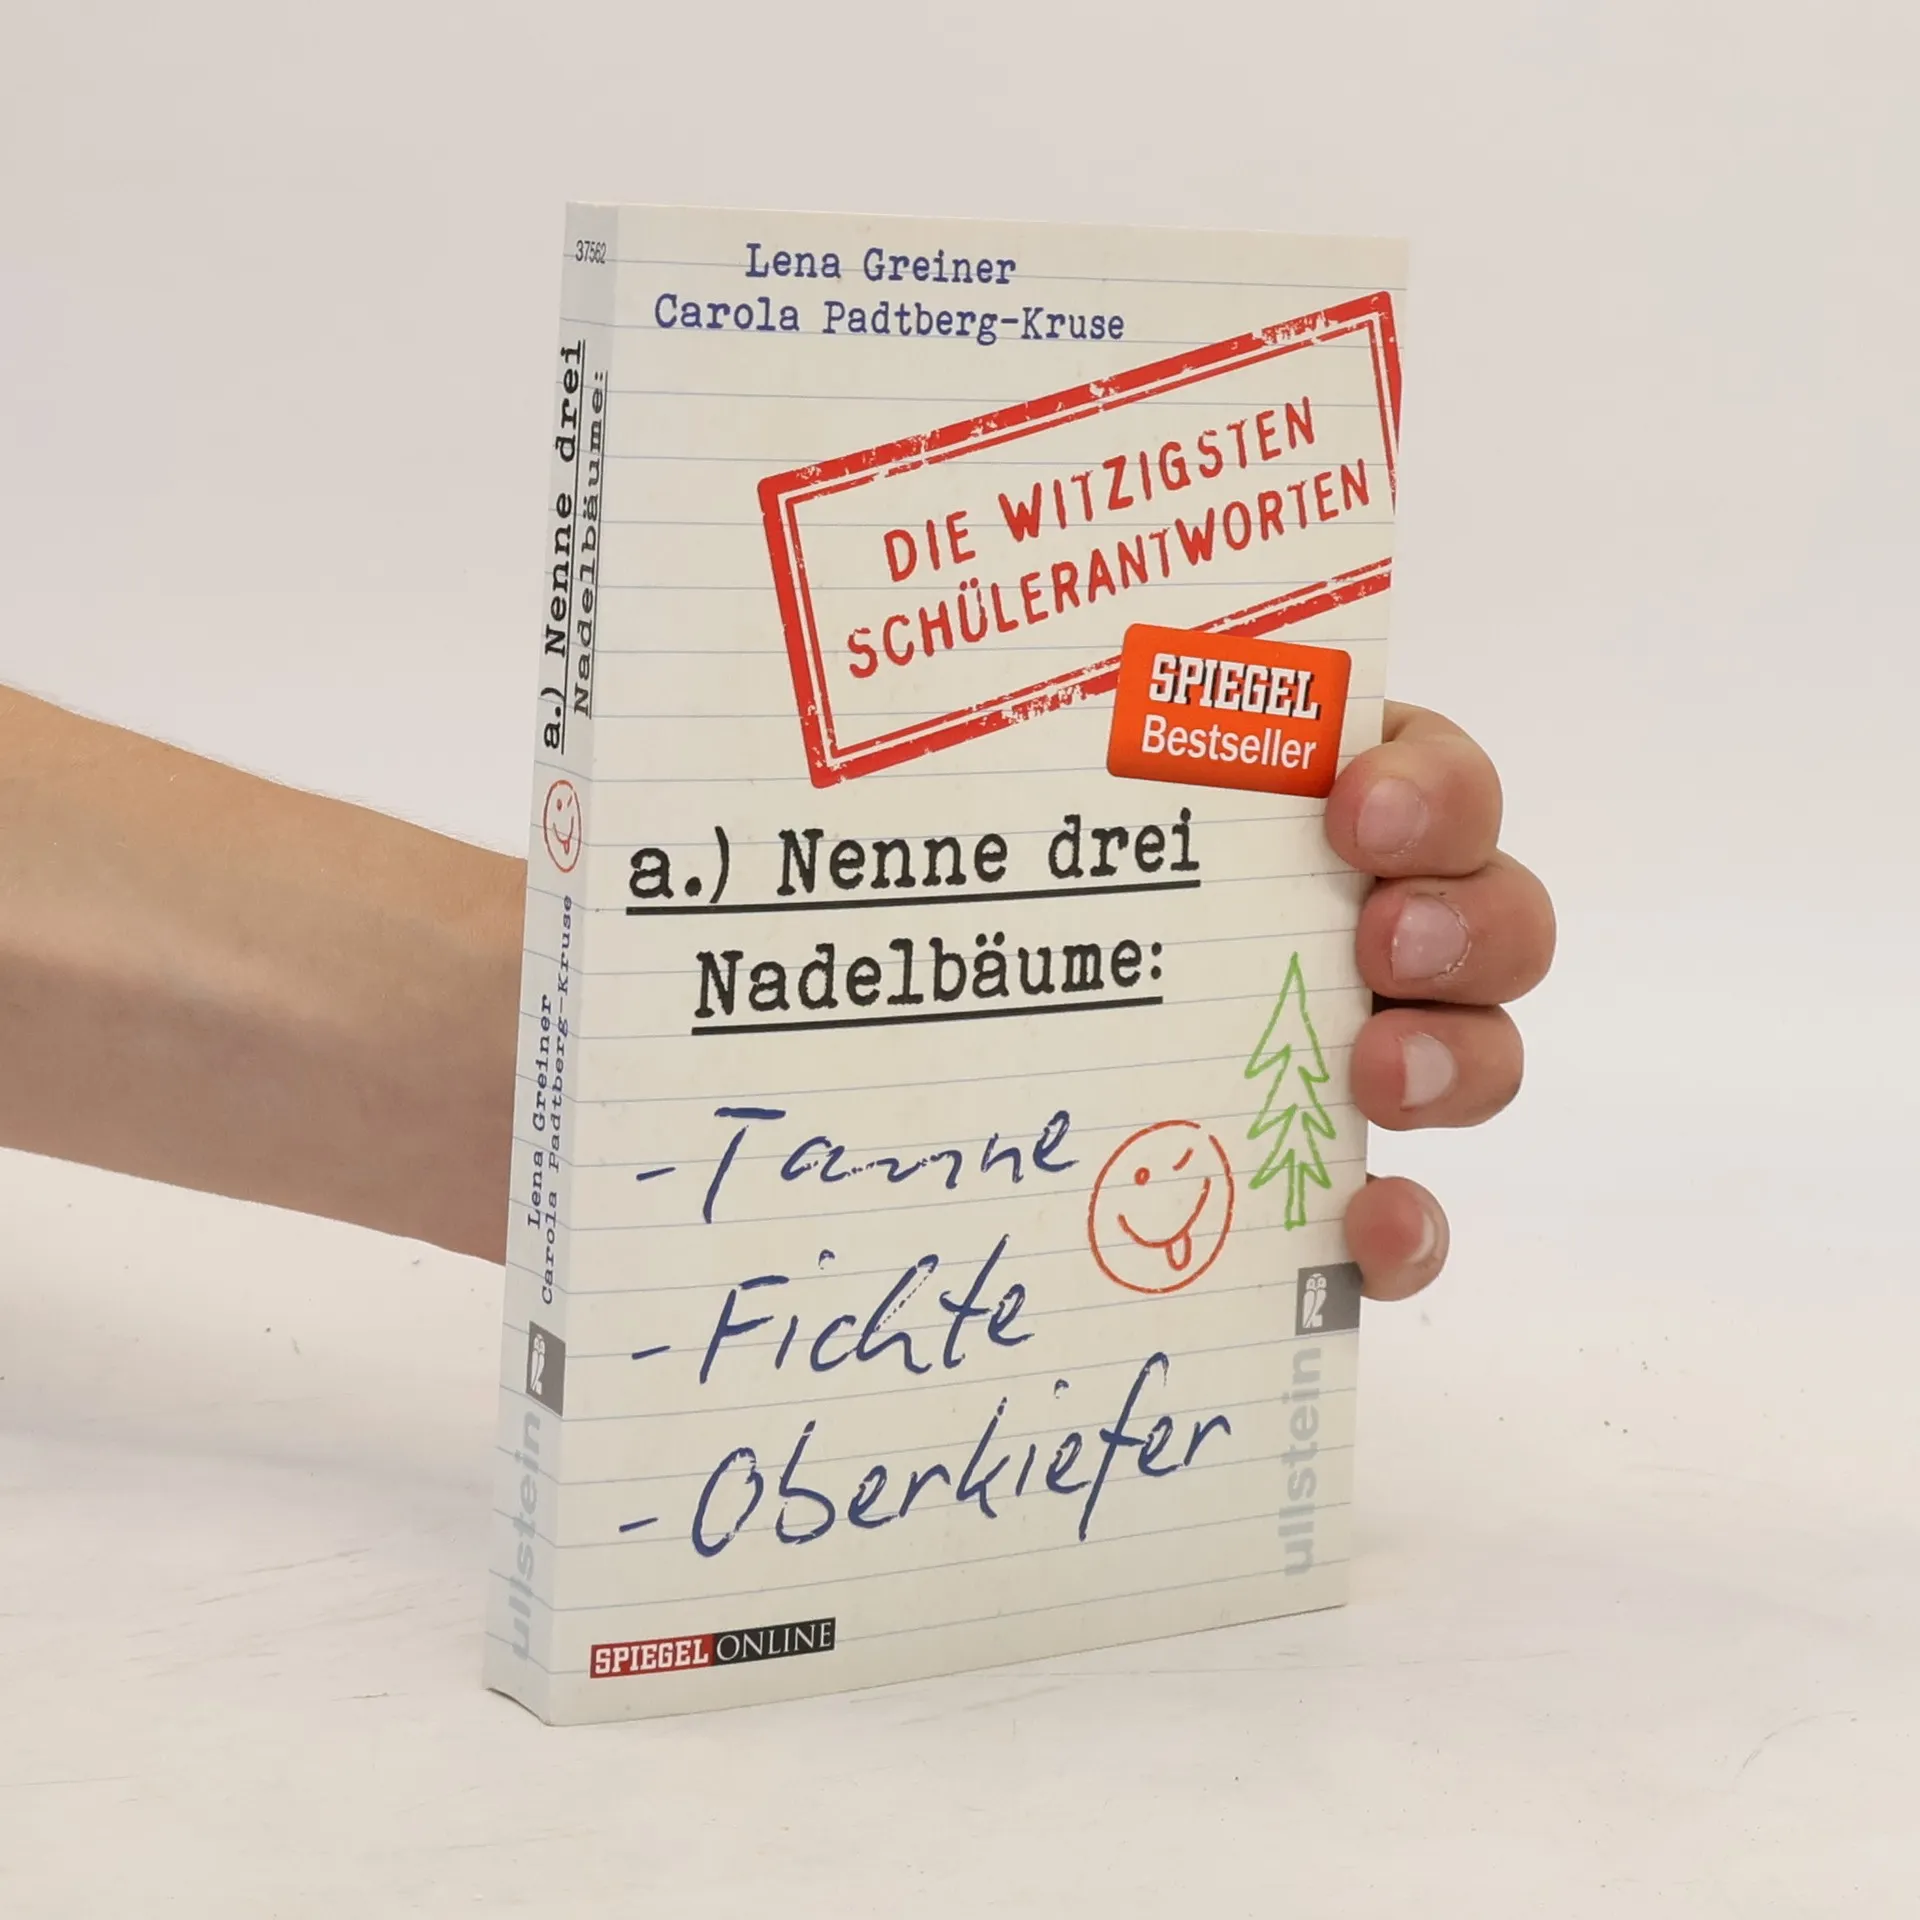 37562
a.) Nenne drei
Nadelbäume:
Lena Greiner
Carola Padtberg-Kruse
ullstein
Lena Greiner
Carola Padtberg-Kruse
DIE WITZIGSTEN
SCHÜLERANTWORTEN
SPIEGEL
Bestseller
a.) Nenne drei
Nadelbäume:
- Tanne
- Fichte
- Oberkiefer
ullstein
SPIEGEL ONLINE